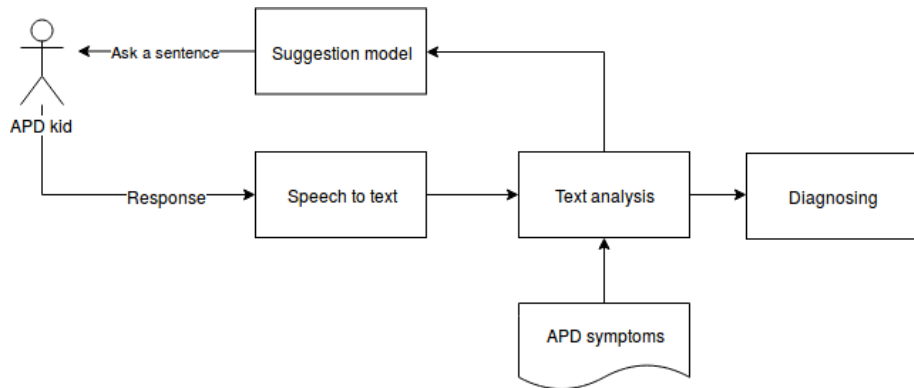 Ask a sentence
Suggestion model
APD kid
Response
Speech to text
Text analysis
Diagnosing
APD symptoms